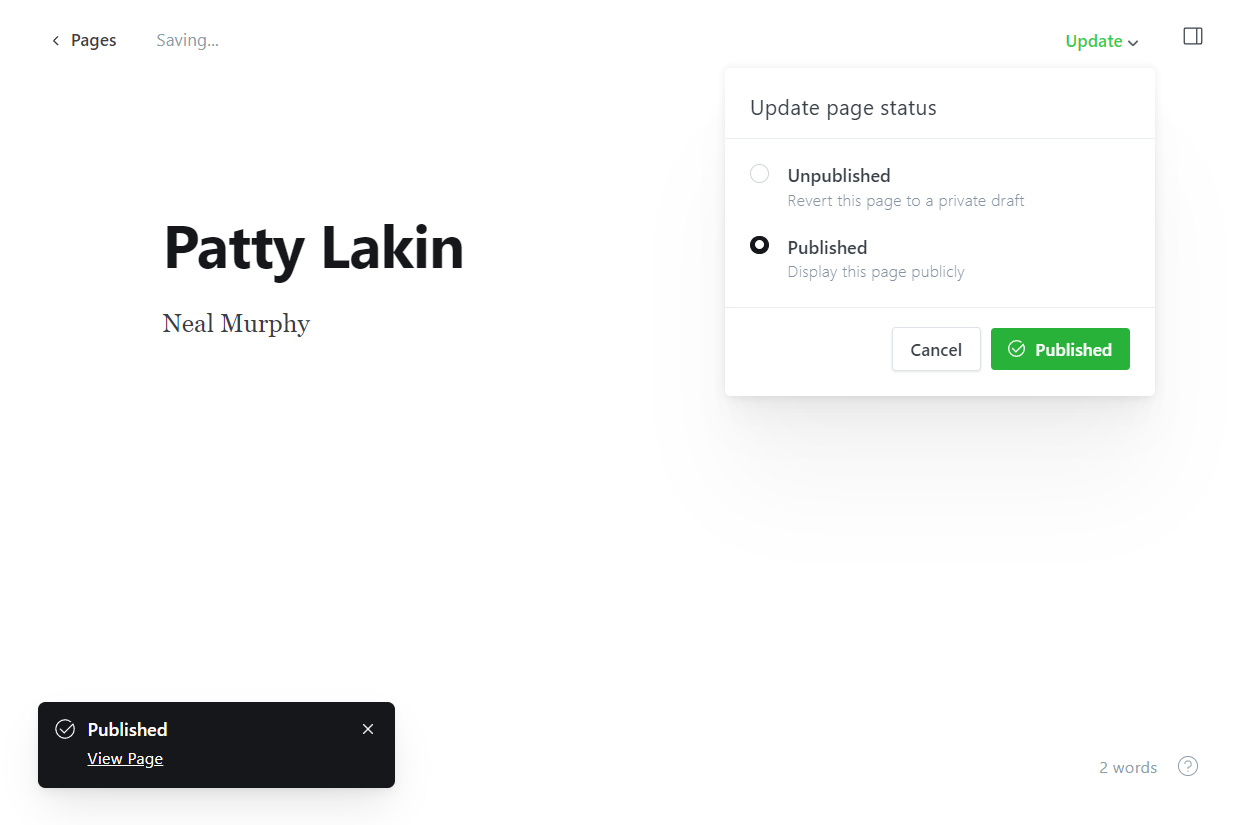 Pages
Saving...
Update
Update page status
Unpublished
Revert this page to a private draft
Published
Display this page publicly
Cancel
Published
Patty Lakin
Neal Murphy
Published
View Page
2 words
?